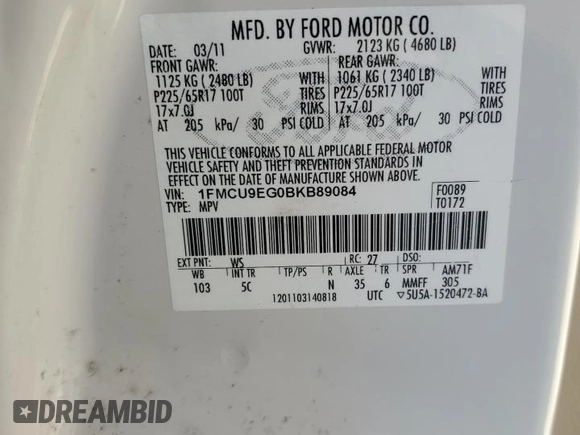 MFD. BY FORD MOTOR CO.
DATE: 03/11 GVWR: 2123 KG ( 4680 LB)
FRONT GAWR: REAR GAWR:
1125 KG ( 2480 LB) WITH 1061 KG ( 2340 LB) WITH
P225/65R17 100T TIRES P225/65R17 100T TIRES
17x7.0J RIMS 17x7.0J RIMS
AT 205 kPa/ 30 PSI COLD AT 205 kPa/ 30 PSI COLD
THIS VEHICLE CONFORMS TO ALL APPLICABLE FEDERAL MOTOR
VEHICLE SAFETY AND THEFT PREVENTION STANDARDS IN
EFFECT ON THE DATE OF MANUFACTURE SHOWN ABOVE.
VIN: 1FMCU9EG0BKB89084 F0089
TYPE: MPV T0172
EXT PNT: WS RC: 27 DSO:
WB INT TR TP/PS R AXLE TR SPR AM71F
103 5C N 35 6 MMFF 305
1201103140818 UTC ▽5U5A-1520472-BA
Ford
DREAMBID